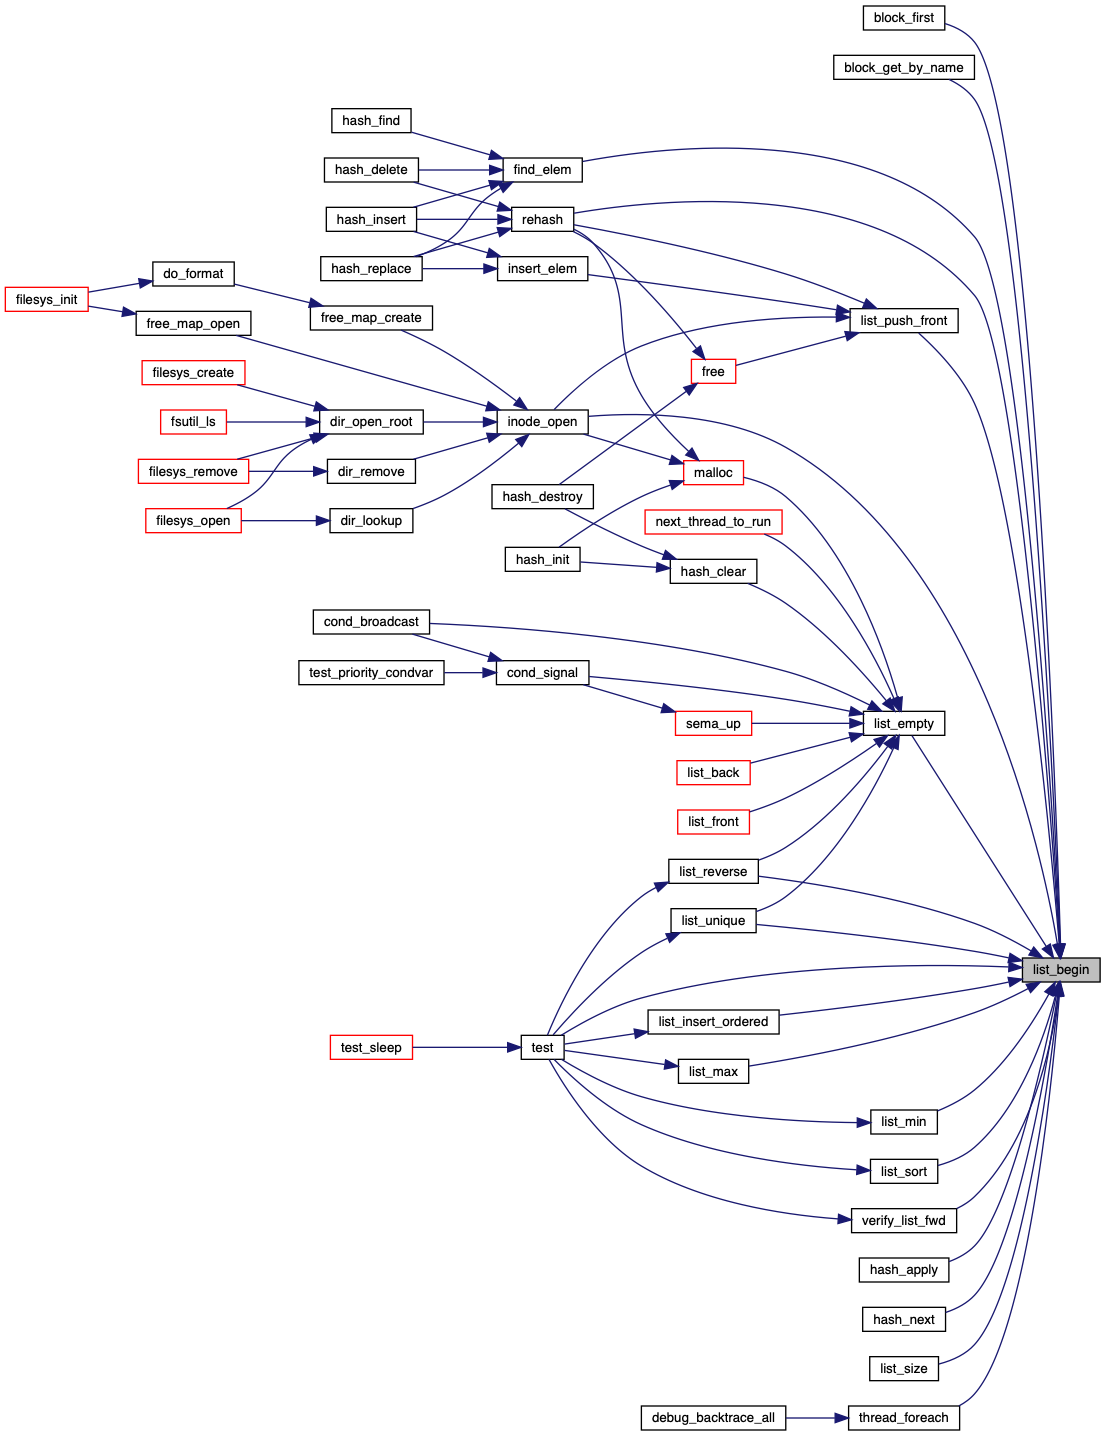 block_first
block_get_by_name
hash_find
hash_delete
find_elem
hash_insert
rehash
hash_replace
insert_elem
do_format
filesys_init
free_map_create
free_map_open
list_push_front
filesys_create
free
fsutil_ls
dir_open_root
inode_open
filesys_remove
dir_remove
malloc
hash_destroy
filesys_open
dir_lookup
next_thread_to_run
hash_init
hash_clear
cond_broadcast
test_priority_condvar
cond_signal
sema_up
list_empty
list_back
list_front
list_reverse
list_unique
list_begin
list_insert_ordered
test_sleep
test
list_max
list_min
list_sort
verify_list_fwd
hash_apply
hash_next
list_size
debug_backtrace_all
thread_foreach